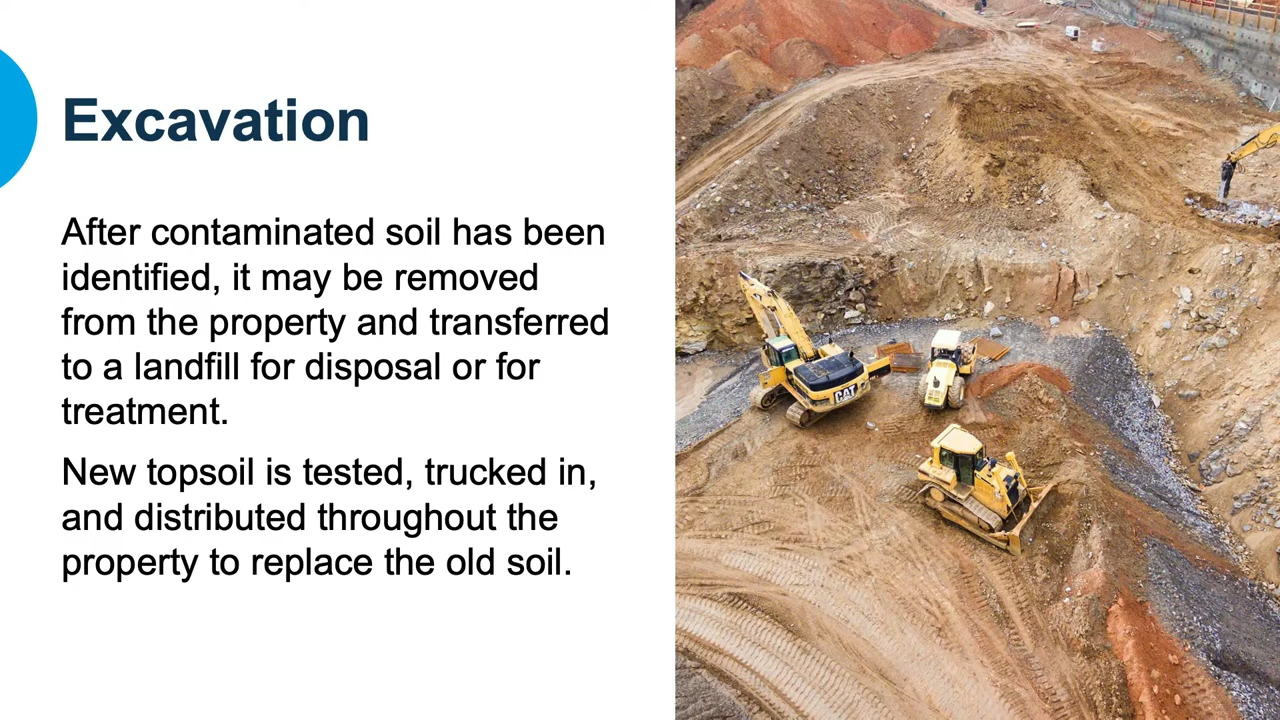 Excavation
After contaminated soil has been
identified, it may be removed
from the property and transferred
to a landfill for disposal or for
treatment.
New topsoil is tested, trucked in,
and distributed throughout the
property to replace the old soil.
CAT